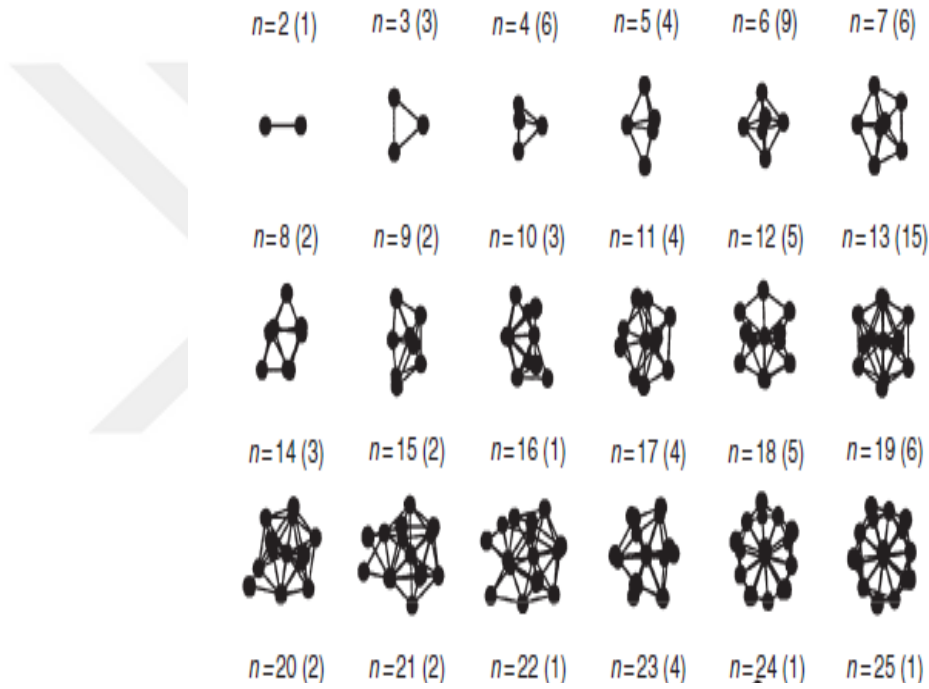 n=2 (1) n=3 (3) n=4 (6) n=5 (4) n=6 (9) n=7 (6)
n=8 (2) n=9 (2) n=10 (3) n=11 (4) n=12 (5) n=13 (15)
n=14 (3) n=15 (2) n=16 (1) n=17 (4) n=18 (5) n=19 (6)
n=20 (2) n=21 (2) n=22 (1) n=23 (4) n=24 (1) n=25 (1)